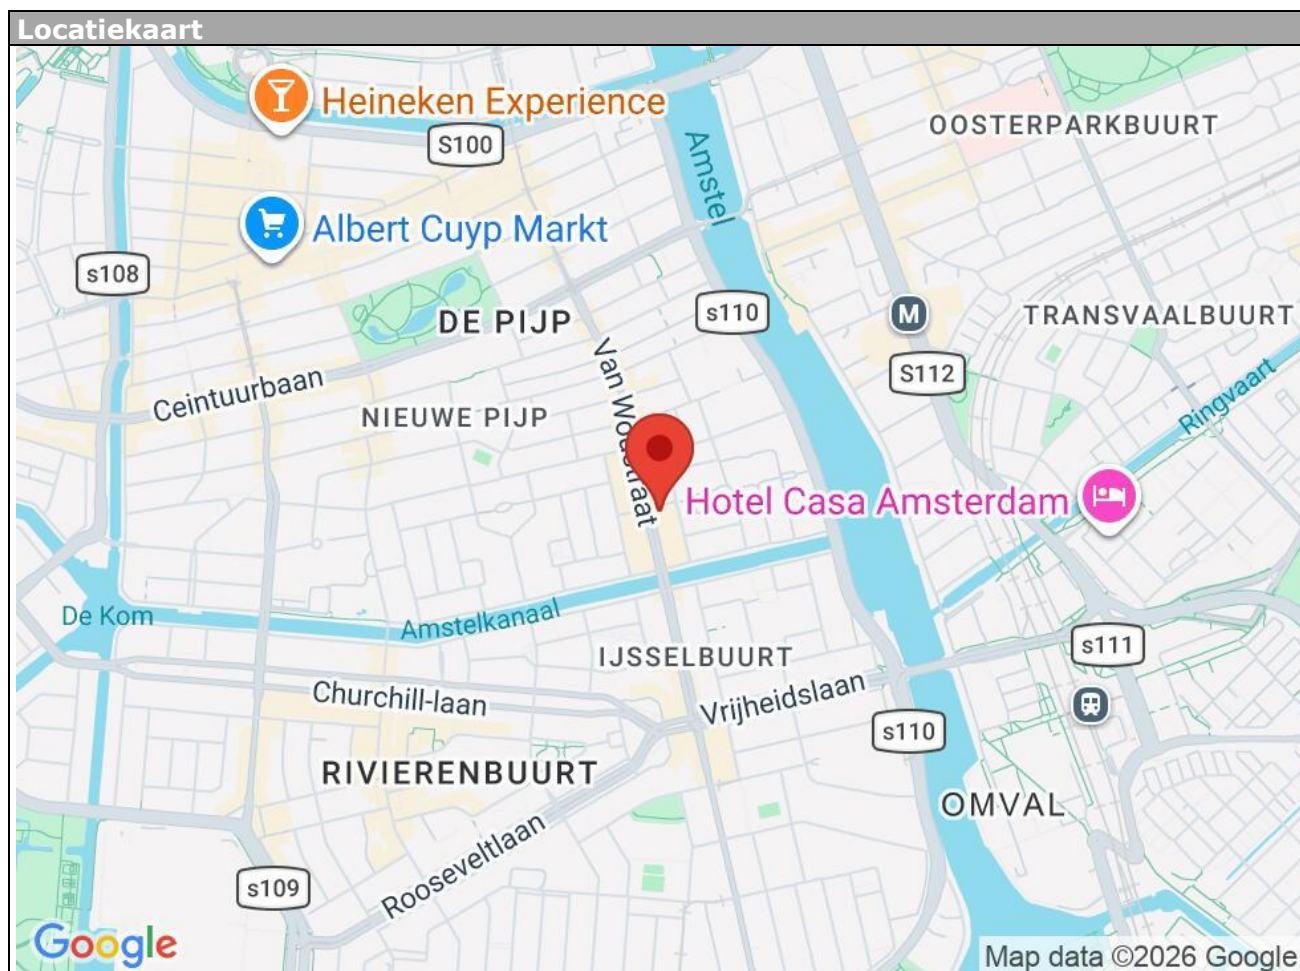 Locatiekaart
Heineken Experience
S100
Amstel
OOSTERPARKBUURT
Albert Cuyp Markt
s108
DE PIJP
s110
M
TRANSVAALBUURT
S112
Ceintuurbaan
NIEUWE PIJP
Van Woustraat
Ringvaart
Hotel Casa Amsterdam
De Kom
Amstelkanaal
IJSSELBUURT
s111
Churchill-laan
Vrijheidslaan
s110
RIVIERENBUURT
OMVAL
Rooseveltlaan
s109
Google
Map data ©2026 Google